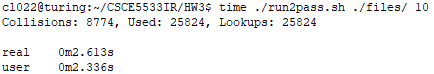 cl022@turing:~/CSCE5533IR/HW3$ time ./run2pass.sh ./files/ 10
Collisions: 8774, Used: 25824, Lookups: 25824

real    0m2.613s
user    0m2.336s